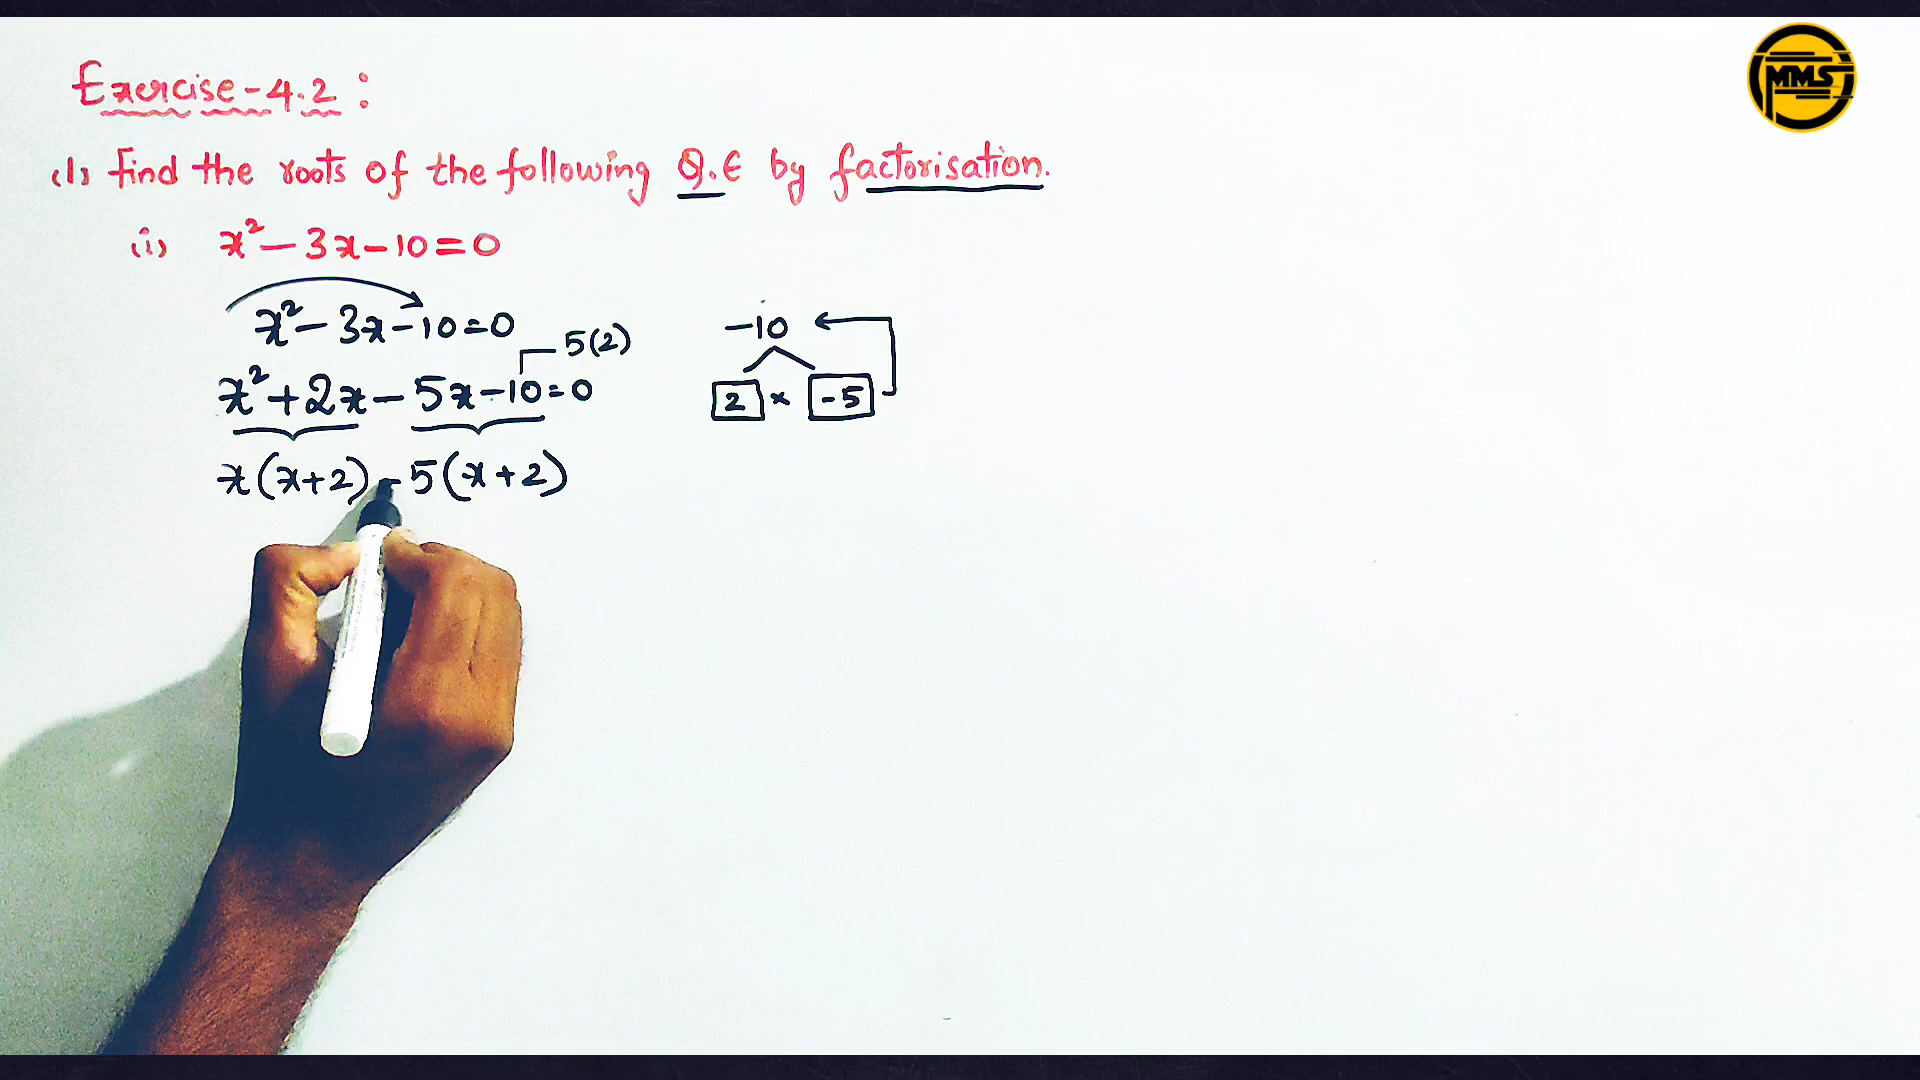 Exercise-4.2:
(1) find the roots of the following Q.E by factorisation.
(i) x²-3x-10=0
x²-3x-10=0
5(2)
x²+2x-5x-10=0
x(x+2)-5(x+2)
-10
2 × -5
MMS